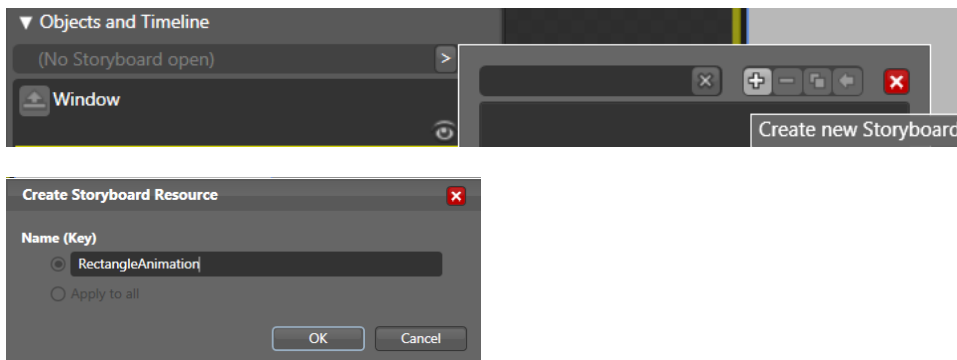 Objects and Timeline
(No Storyboard open)
>
Window
Create new Storyboard
Create Storyboard Resource
Name (Key)
RectangleAnimation
Apply to all
OK Cancel